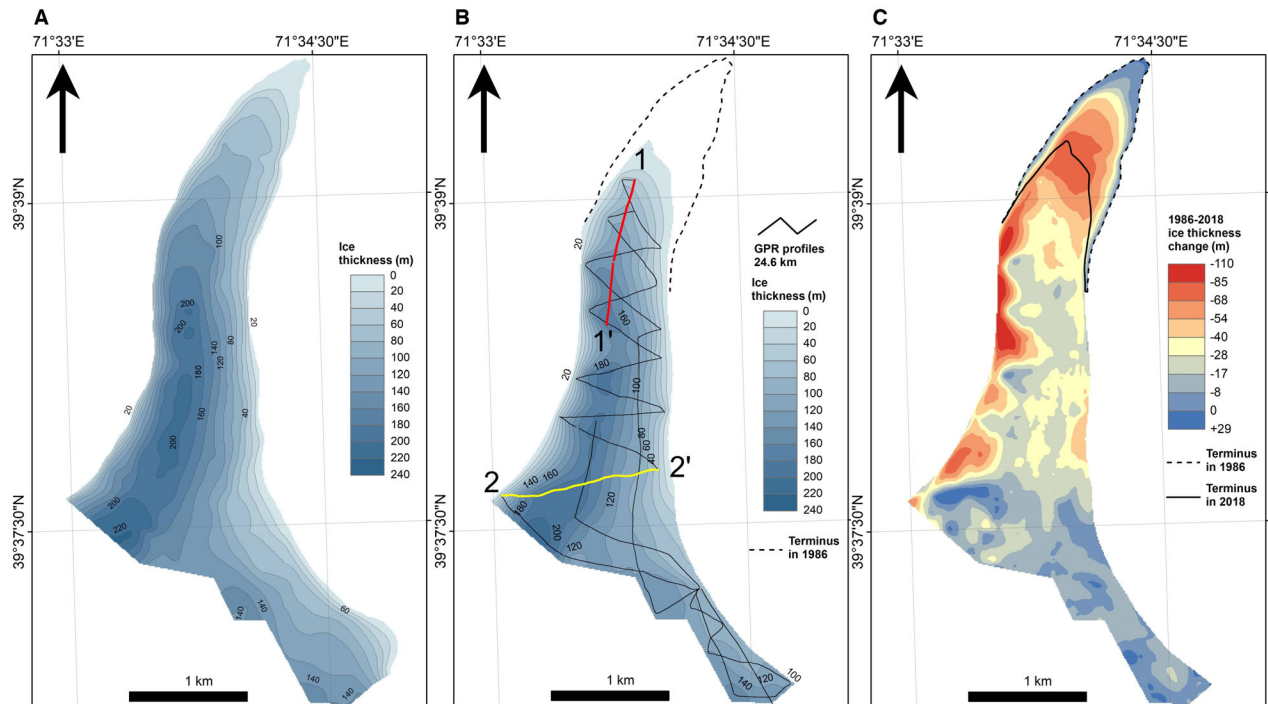 A
71°33'E
71°34'30"E
39°39'N
39°37'30"N
Ice
thickness (m)
0
20
40
60
80
100
120
140
160
180
200
220
240
100
200
200
20
140
80
120
180
160
40
20
200
200
220
140
140
60
140
140
1 km
B
71°33'E
71°34'30"E
39°39'N
39°37'30"N
1
20
1'
160
180
20
100
80
60
40
2
2'
140
160
180
120
200
120
100
120
140
GPR profiles
24.6 km
Ice
thickness (m)
0
20
40
60
80
100
120
140
160
180
200
220
240
Terminus
in 1986
1 km
C
71°33'E
71°34'30"E
39°39'N
39°37'30"N
1986-2018
ice thickness
change (m)
-110
-85
-68
-54
-40
-28
-17
-8
0
+29
Terminus
in 1986
Terminus
in 2018
1 km